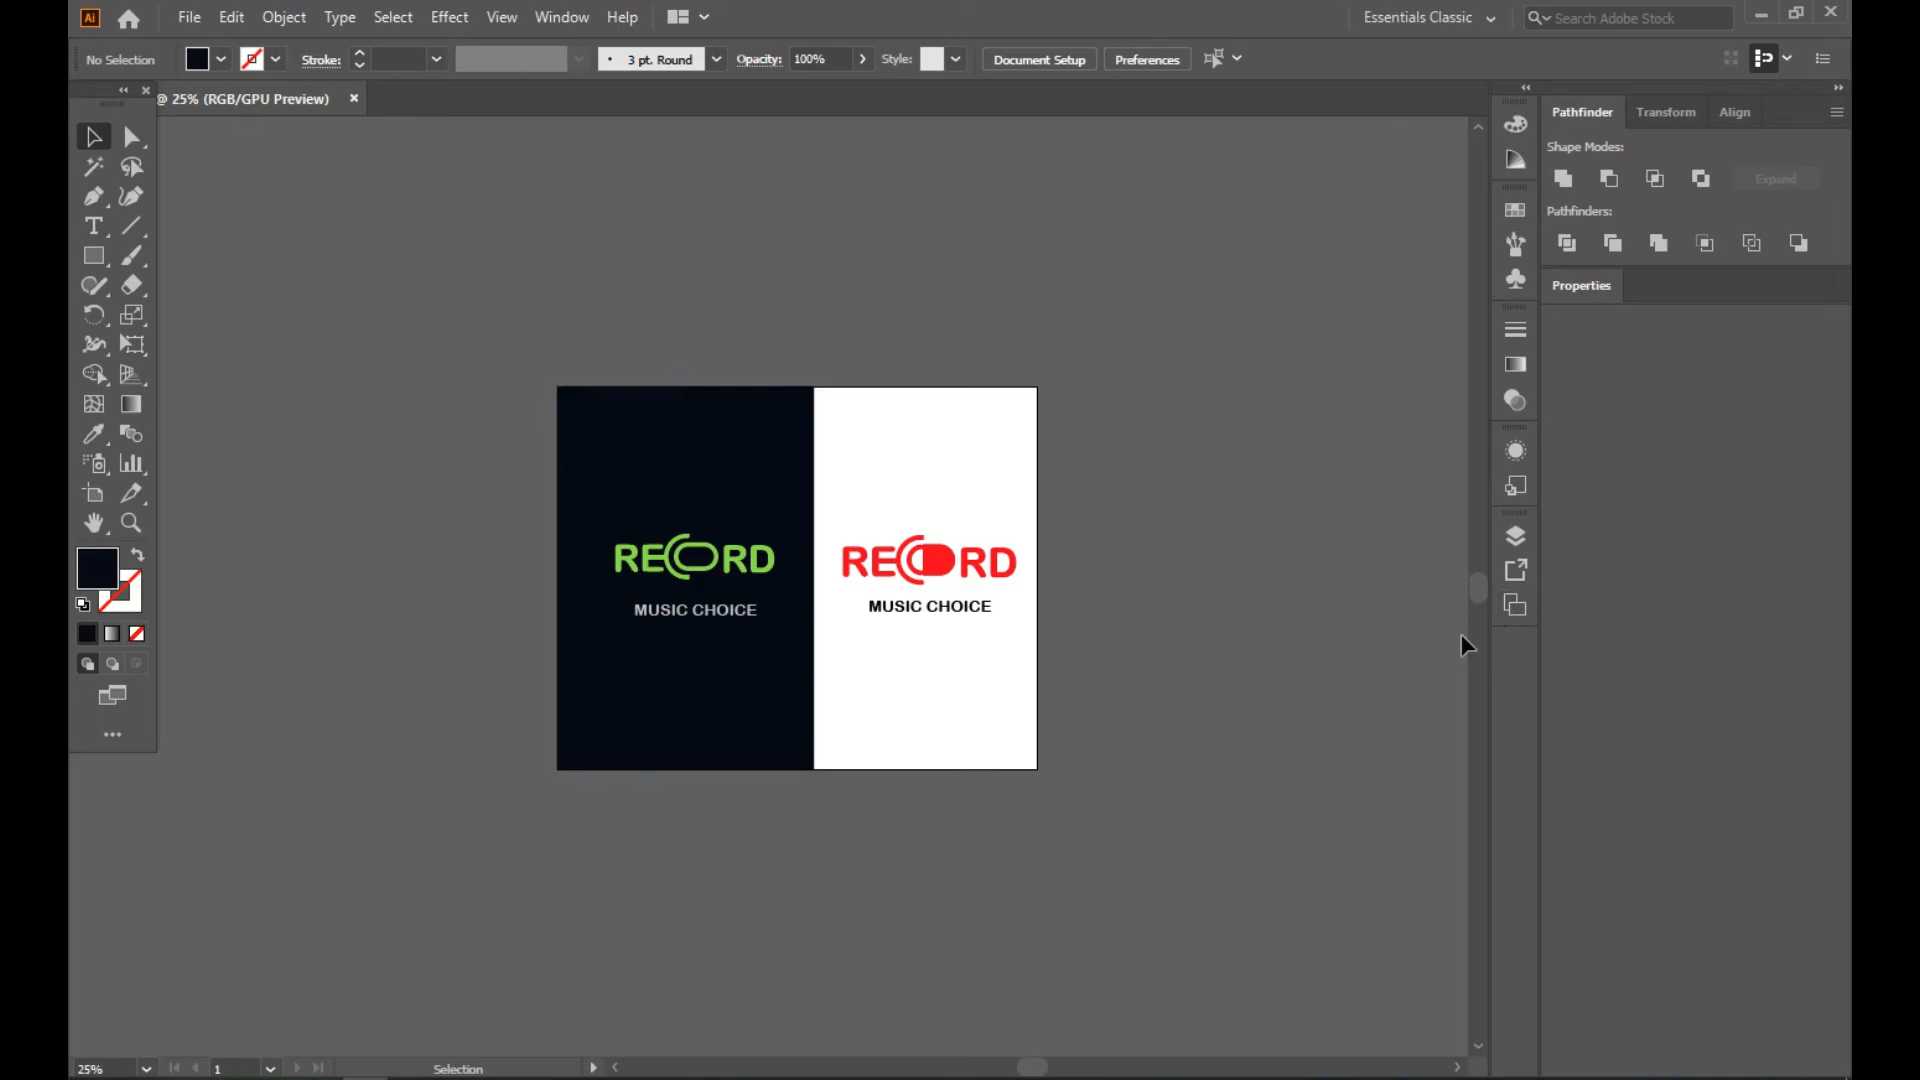 Ai File Edit Object Type Select Effect View Window Help Essentials Classic Search Adobe Stock
No Selection Stroke: 3 pt. Round Opacity: 100% Style: Document Setup Preferences
@ 25% (RGB/GPU Preview)
Pathfinder Transform Align
Shape Modes:
Expand
Pathfinders:
Properties
RECORD
MUSIC CHOICE
RECORD
MUSIC CHOICE
25% 1 Selection